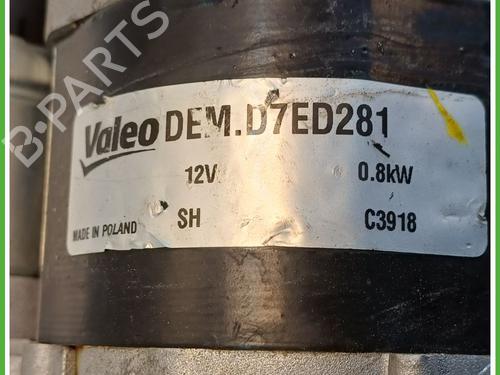 B-PARTS
Valeo DEM.D7ED281
12V 0.8kW
SH C3918
MADE IN POLAND